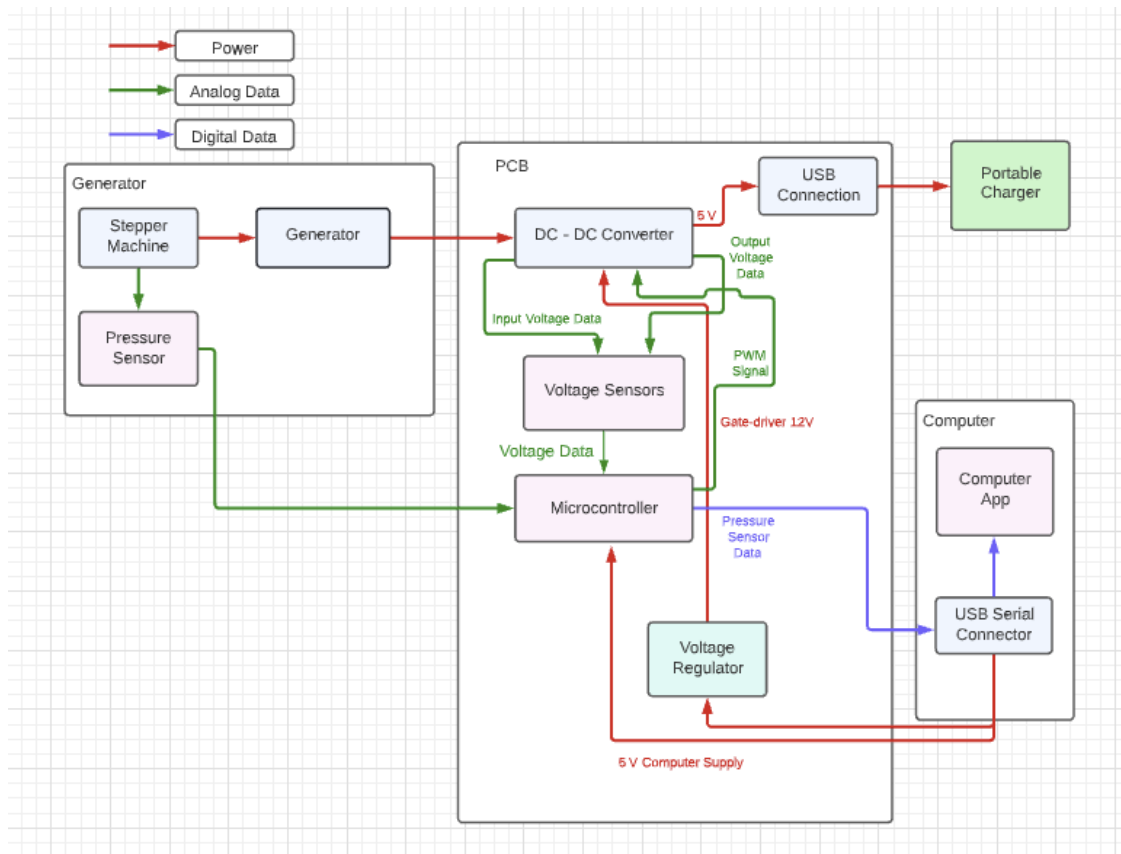 Power
Analog Data
Digital Data
Generator
Stepper
Machine
Generator
Pressure
Sensor
PCB
USB
Connection
Portable
Charger
5 V
DC - DC Converter
Output
Voltage
Data
Input Voltage Data
PWM
Signal
Voltage Sensors
Gate-driver 12V
Voltage Data
Microcontroller
Pressure
Sensor
Data
Voltage
Regulator
5 V Computer Supply
Computer
Computer
App
USB Serial
Connector